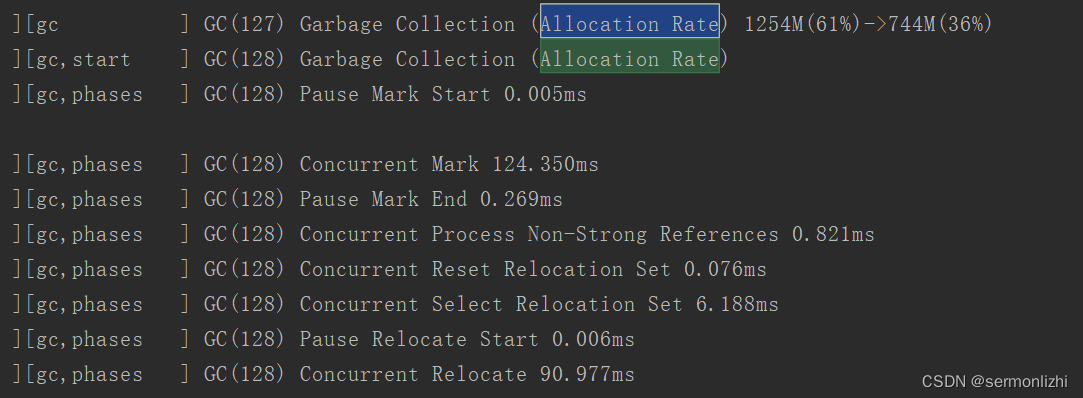 ][gc          ] GC(127) Garbage Collection (Allocation Rate) 1254M(61%)->744M(36%)
][gc,start    ] GC(128) Garbage Collection (Allocation Rate)
][gc,phases   ] GC(128) Pause Mark Start 0.005ms
][gc,phases   ] GC(128) Concurrent Mark 124.350ms
][gc,phases   ] GC(128) Pause Mark End 0.269ms
][gc,phases   ] GC(128) Concurrent Process Non-Strong References 0.821ms
][gc,phases   ] GC(128) Concurrent Reset Relocation Set 0.076ms
][gc,phases   ] GC(128) Concurrent Select Relocation Set 6.188ms
][gc,phases   ] GC(128) Pause Relocate Start 0.006ms
][gc,phases   ] GC(128) Concurrent Relocate 90.977ms
CSDN @sermonlizhi